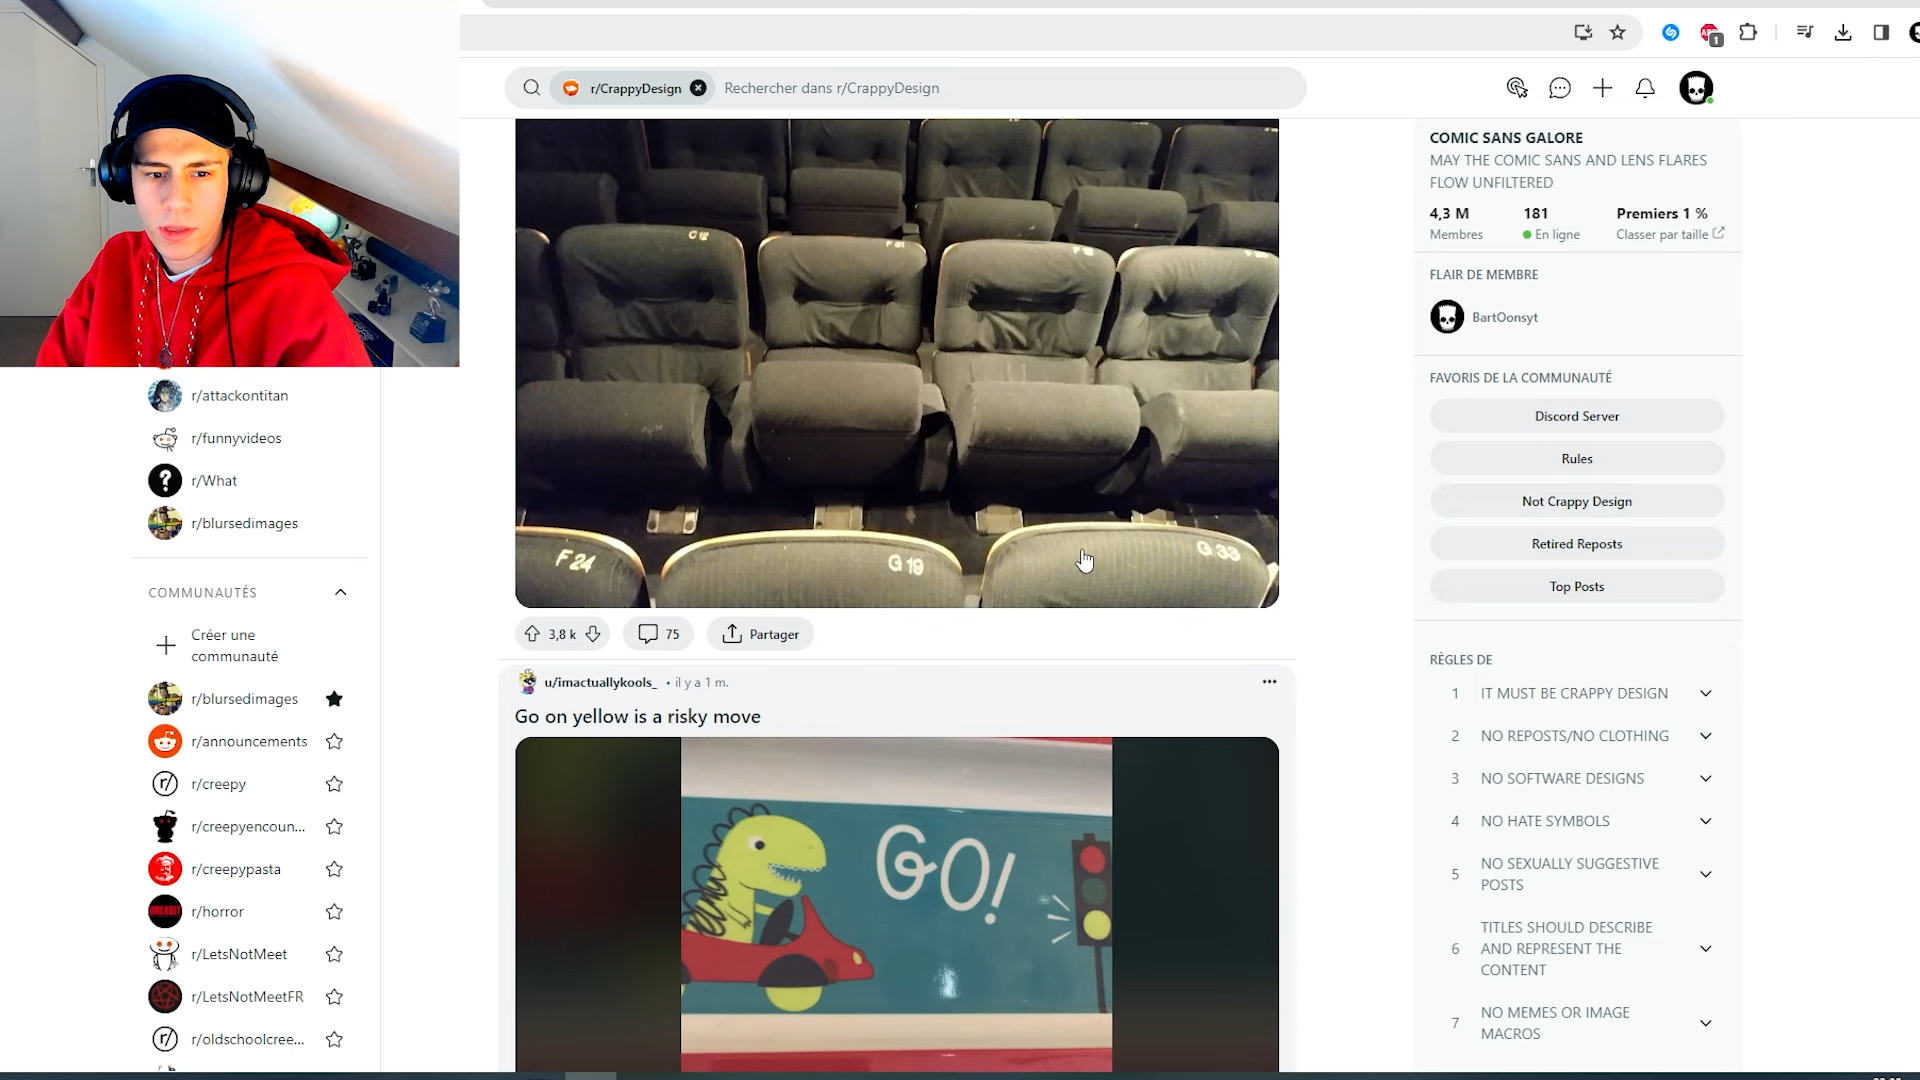 1
r/CrappyDesign
Rechercher dans r/CrappyDesign
r/attackontitan
r/funnyvideos
r/What
r/blursedimages
COMMUNAUTÉS
Créer une
communauté
r/blursedimages
r/announcements
r/creepy
r/creepyencoun...
r/creepypasta
r/horror
r/LetsNotMeet
r/LetsNotMeetFR
r/oldschoolcree...
F 24
G 19
G 33
3,8 k
75
Partager
u/imactuallykools_ • il y a 1 m.
Go on yellow is a risky move
GO!
COMIC SANS GALORE
MAY THE COMIC SANS AND LENS FLARES
FLOW UNFILTERED
4,3 M 181 Premiers 1 %
Membres En ligne Classer par taille
FLAIR DE MEMBRE
BartOonsyt
FAVORIS DE LA COMMUNAUTÉ
Discord Server
Rules
Not Crappy Design
Retired Reposts
Top Posts
RÈGLES DE
1 IT MUST BE CRAPPY DESIGN
2 NO REPOSTS/NO CLOTHING
3 NO SOFTWARE DESIGNS
4 NO HATE SYMBOLS
5 NO SEXUALLY SUGGESTIVE
POSTS
6 TITLES SHOULD DESCRIBE
AND REPRESENT THE
CONTENT
7 NO MEMES OR IMAGE
MACROS